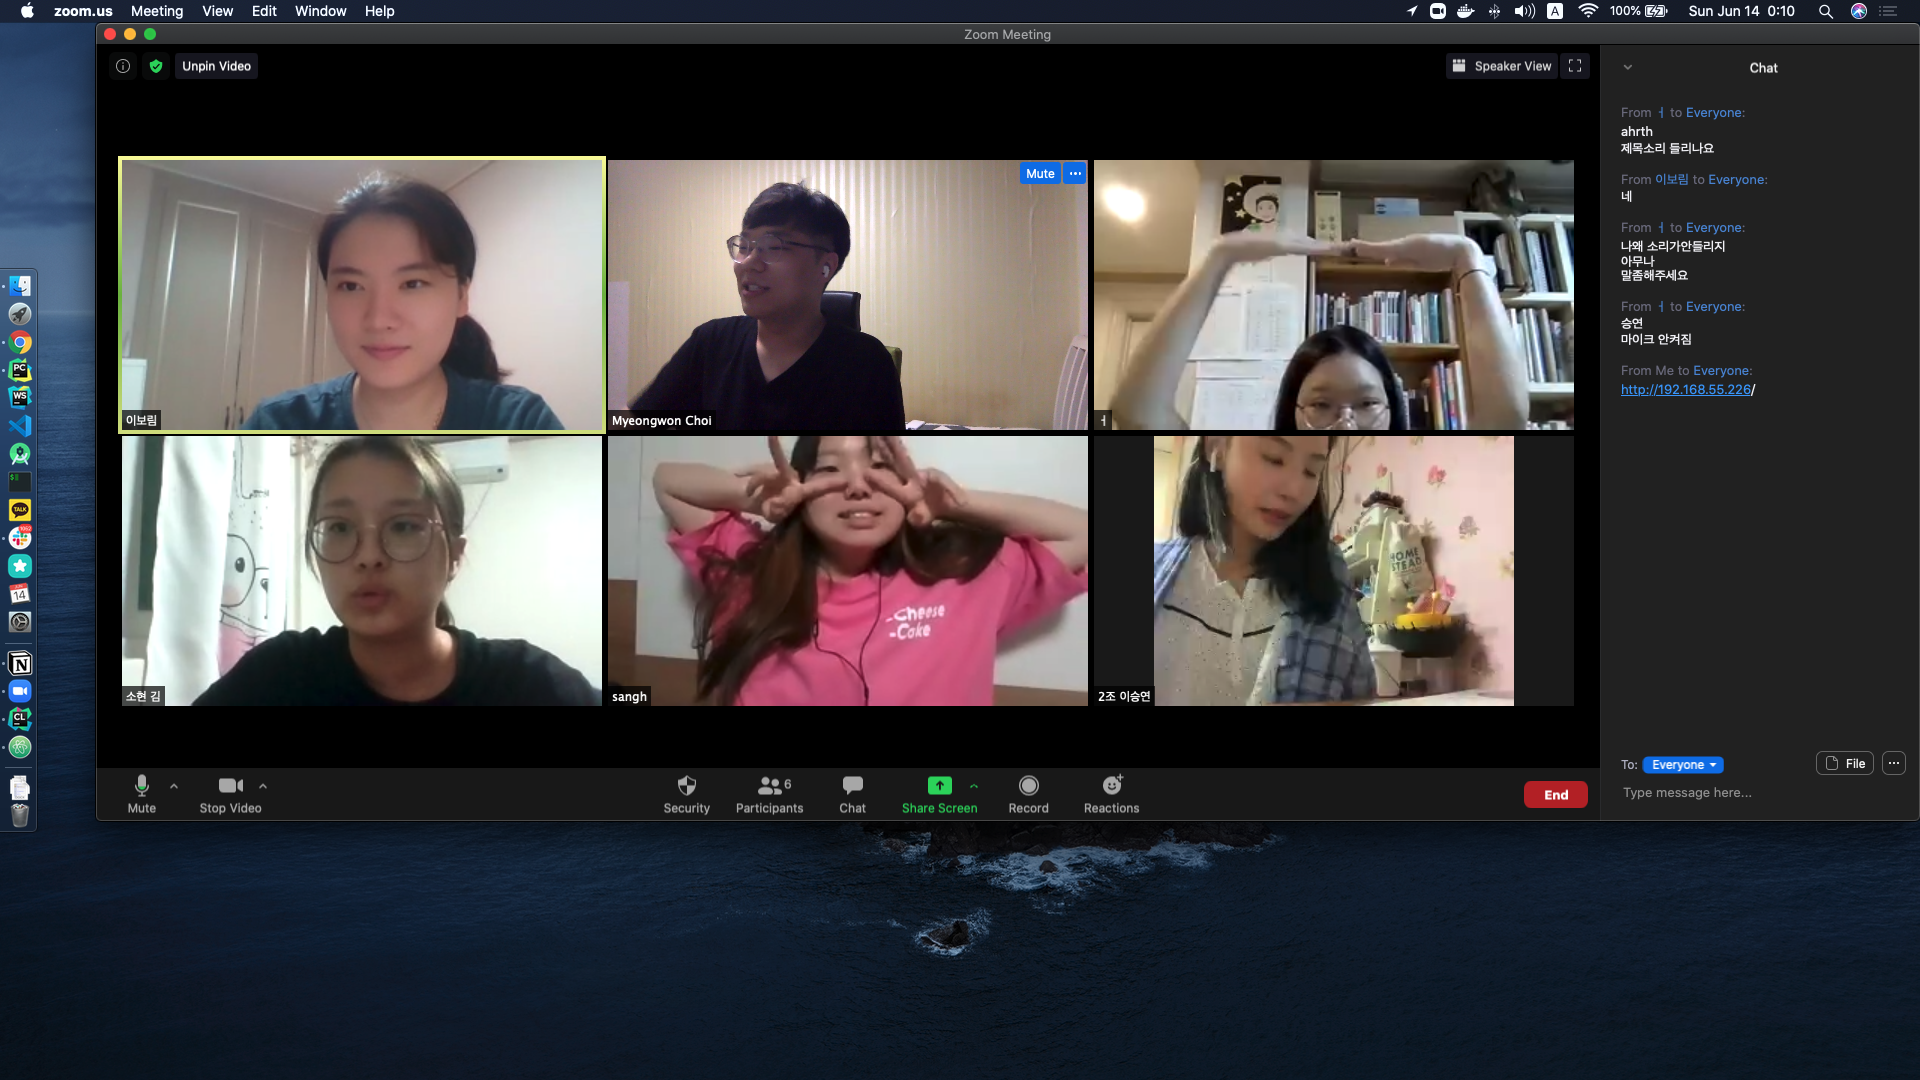 zoom.us Meeting View Edit Window Help
100% Sun Jun 14 0:10
Zoom Meeting
Unpin Video
Speaker View
Chat
From ㅕ to Everyone:
ahrth
제목소리 들리나요
From 이보림 to Everyone:
네
From ㅕ to Everyone:
나왜 소리가안들리지
아무나
말좀해주세요
From ㅕ to Everyone:
승연
마이크 안켜짐
From Me to Everyone:
http://192.168.55.226/
Mute
이보림
Myeongwon Choi
ㅕ
HOME
STEAD
-Cheese
-Cake
소현 김
sangh
2조 이승연
PC
WS
TALK
14
CL
Mute
Stop Video
Security
6
Participants
Chat
Share Screen
Record
Reactions
End
To: Everyone
File
Type message here...